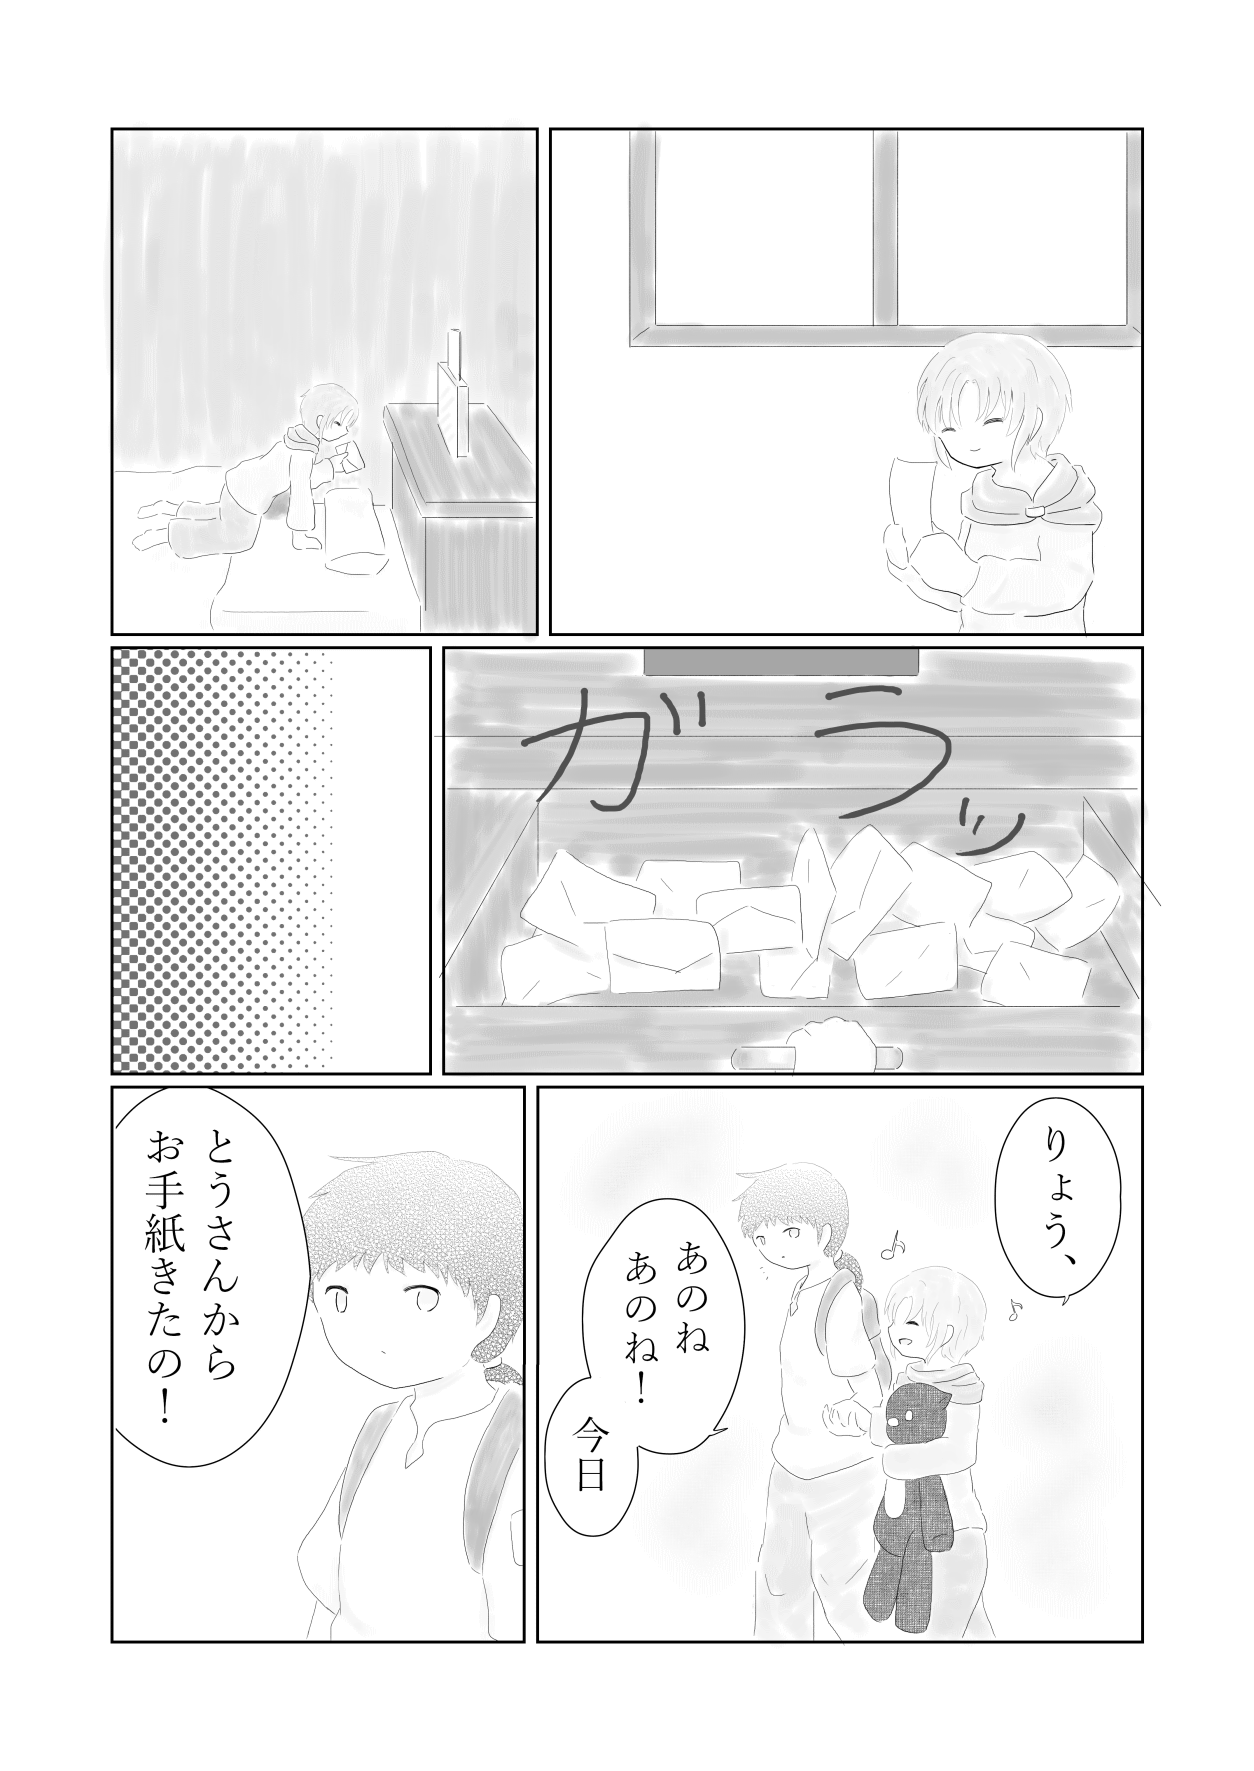 ガラッ
りょう、
あのね
あのね！
今日
とうさんから
お手紙きたの！